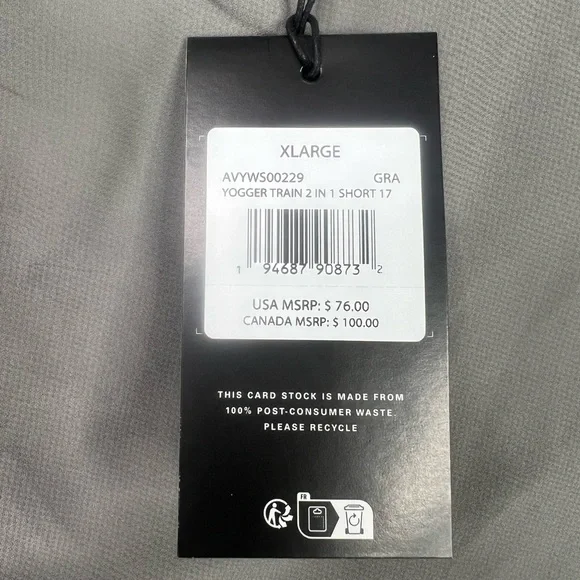 XLARGE
AVYWS00229 GRA
YOGGER TRAIN 2 IN 1 SHORT 17
1 94687 90873 2
USA MSRP: $ 76.00
CANADA MSRP: $ 100.00
THIS CARD STOCK IS MADE FROM
100% POST-CONSUMER WASTE.
PLEASE RECYCLE
FR